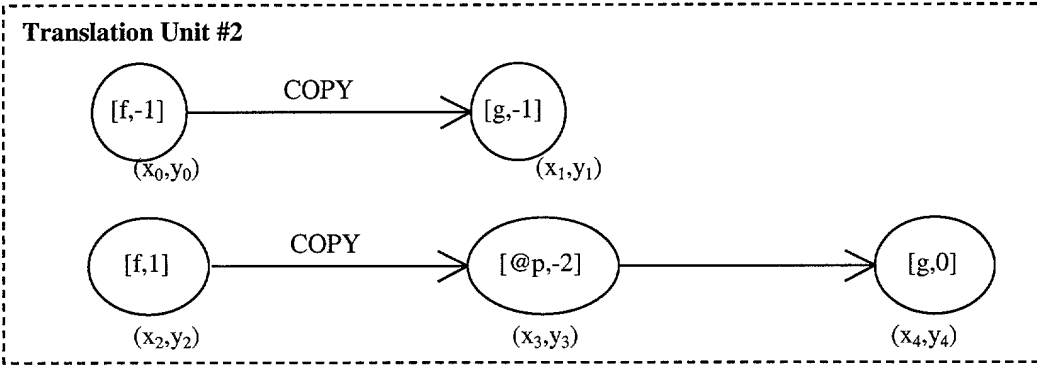 Translation Unit #2
COPY
[f,-1] [g,-1]
(x₀,y₀) (x₁,y₁)
COPY
[f,1] [@p,-2] [g,0]
(x₂,y₂) (x₃,y₃) (x₄,y₄)